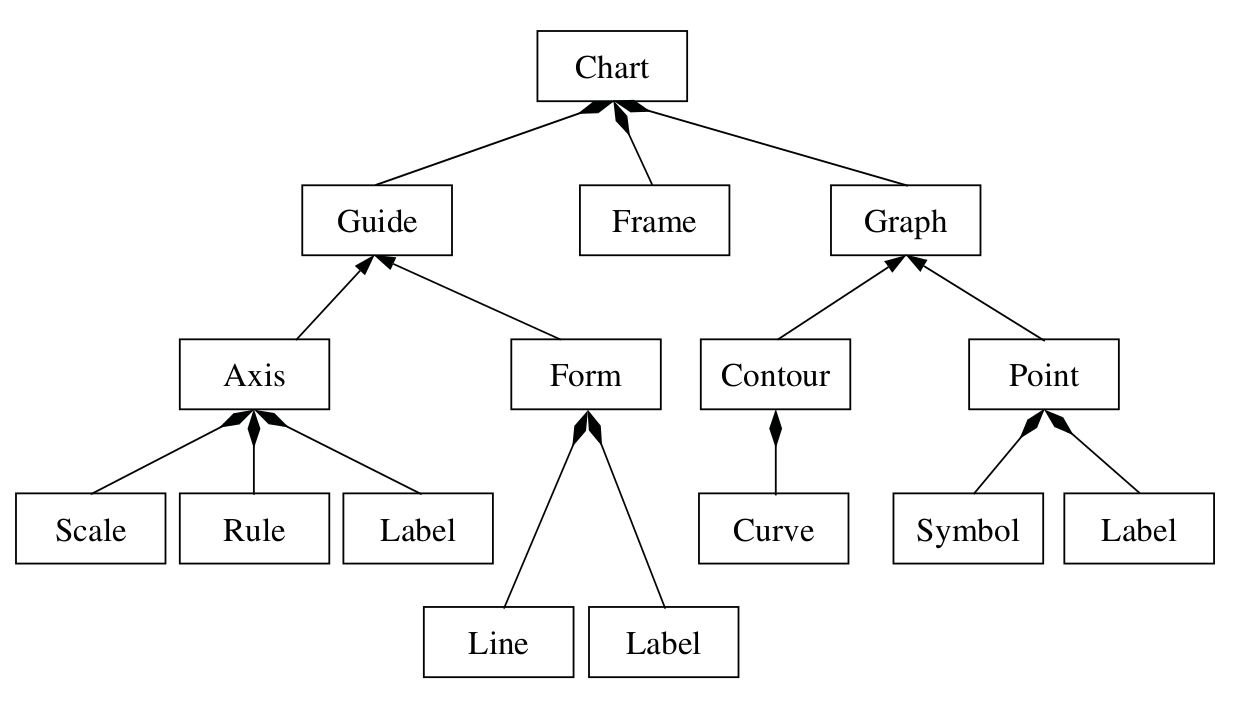 Chart
Guide
Frame
Graph
Axis
Form
Contour
Point
Scale
Rule
Label
Curve
Symbol
Label
Line
Label